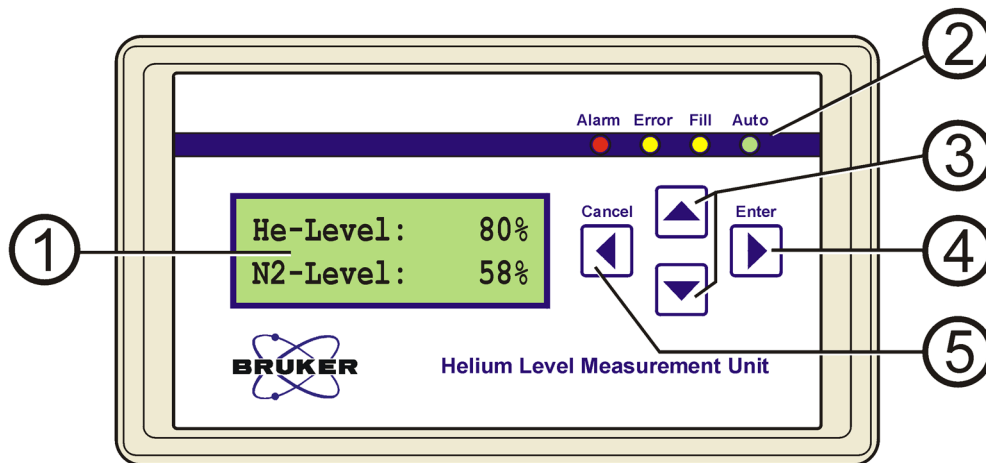 2
Alarm Error Fill Auto
3
Cancel Enter
He-Level: 80%
1
4
N2-Level: 58%
5
BRUKER
Helium Level Measurement Unit